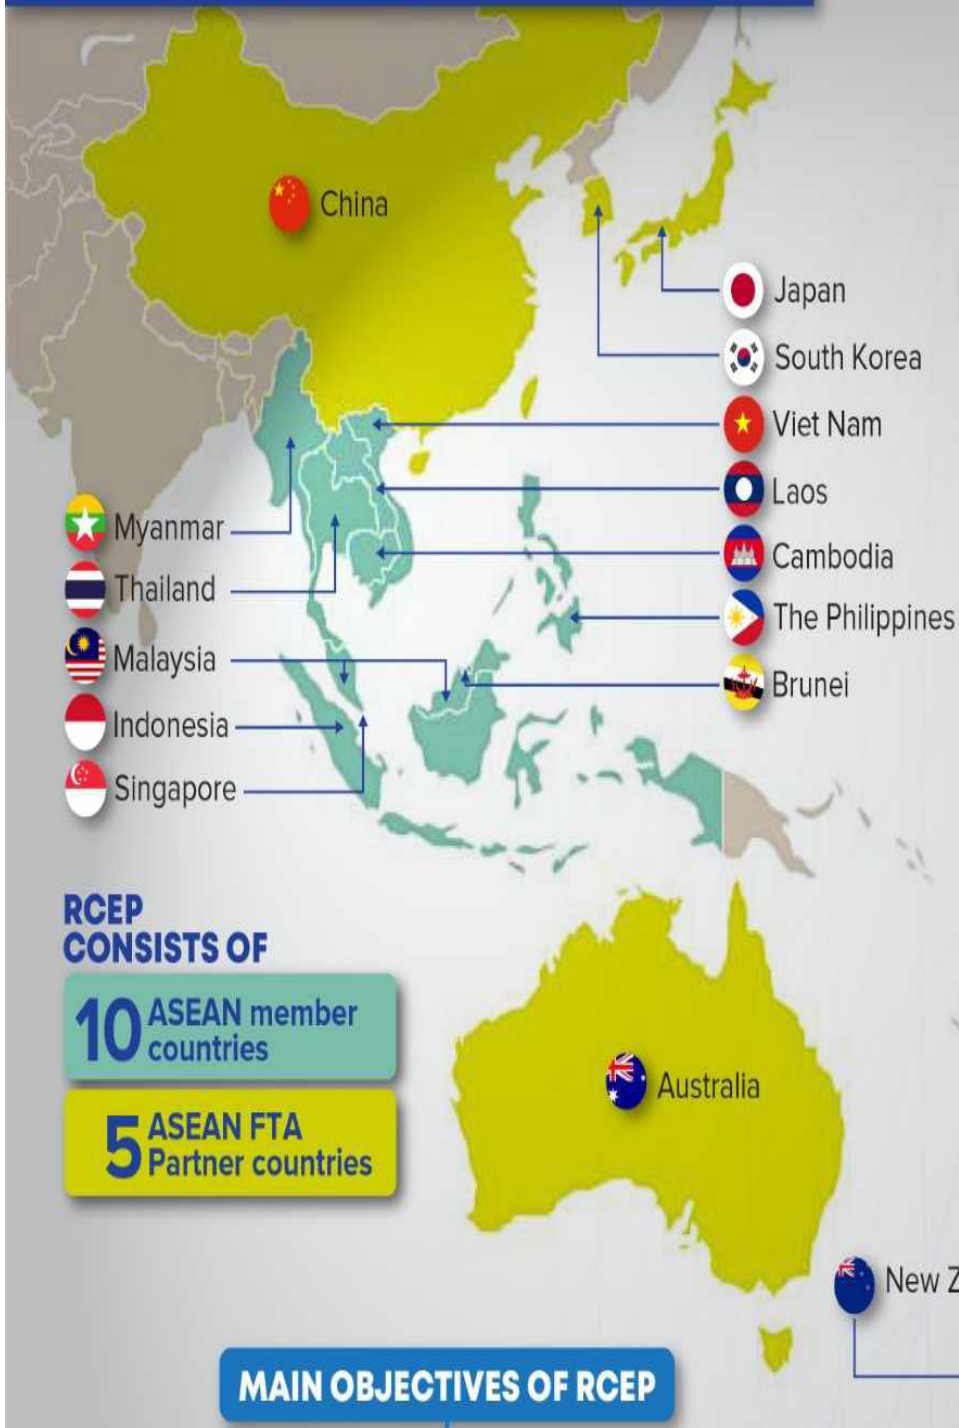 China
Japan
South Korea
Viet Nam
Laos
Cambodia
The Philippines
Brunei
Myanmar
Thailand
Malaysia
Indonesia
Singapore
RCEP
CONSISTS OF
10 ASEAN member
countries
5 ASEAN FTA
Partner countries
Australia
New Z
MAIN OBJECTIVES OF RCEP